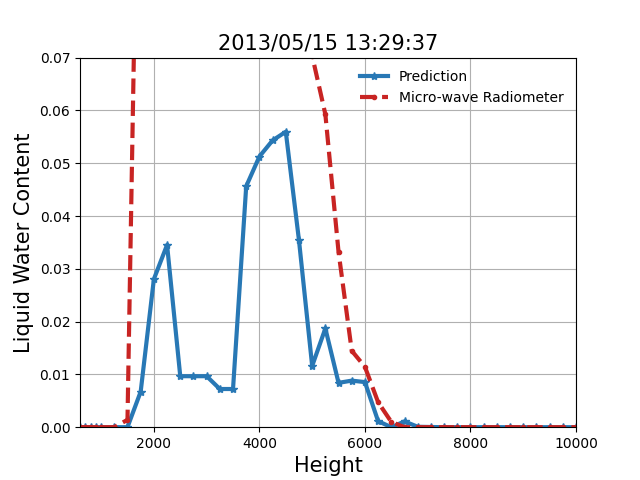 2013/05/15 13:29:37
Prediction
Micro-wave Radiometer
Liquid Water Content
0.07
0.06
0.05
0.04
0.03
0.02
0.01
0.00
2000 4000 6000 8000 10000
Height